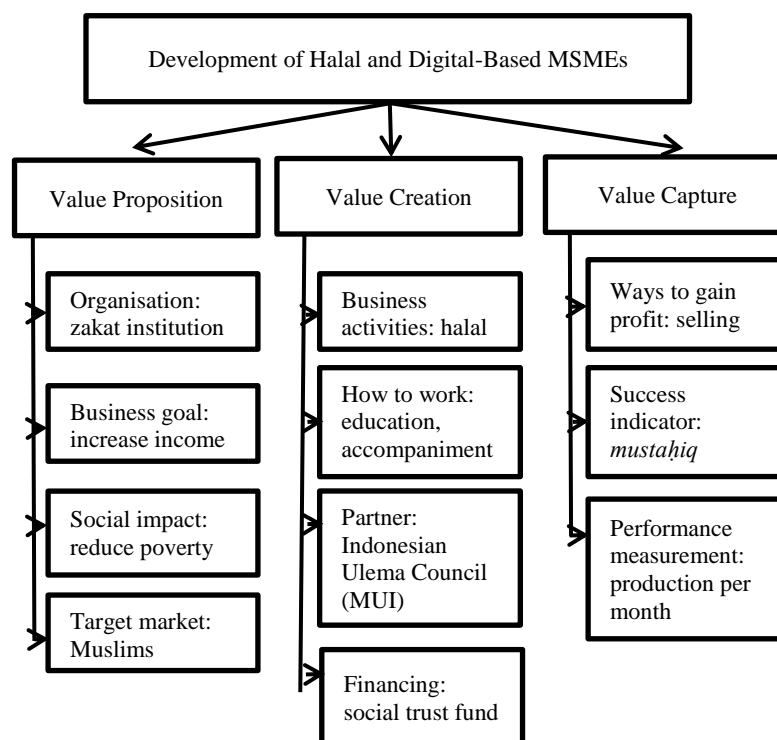 Development of Halal and Digital-Based MSMEs
Value Proposition
Organisation:
zakat institution
Business goal:
increase income
Social impact:
reduce poverty
Target market:
Muslims
Value Creation
Business
activities: halal
How to work:
education,
accompaniment
Partner:
Indonesian
Ulema Council
(MUI)
Financing:
social trust fund
Value Capture
Ways to gain
profit: selling
Success
indicator:
mustaḥiq
Performance
measurement:
production per
month